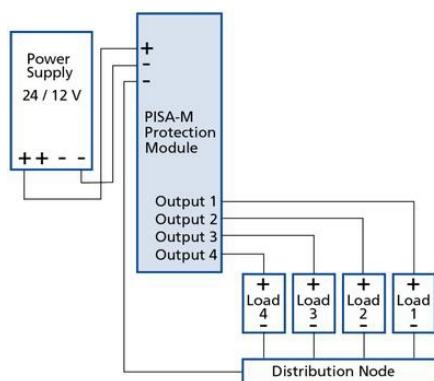 Power
Supply
24 / 12 V
+ + - -
+
-
-
PISA-M
Protection
Module
Output 1
Output 2
Output 3
Output 4
+ + + +
Load Load Load Load
4 3 2 1
- - - -
Distribution Node